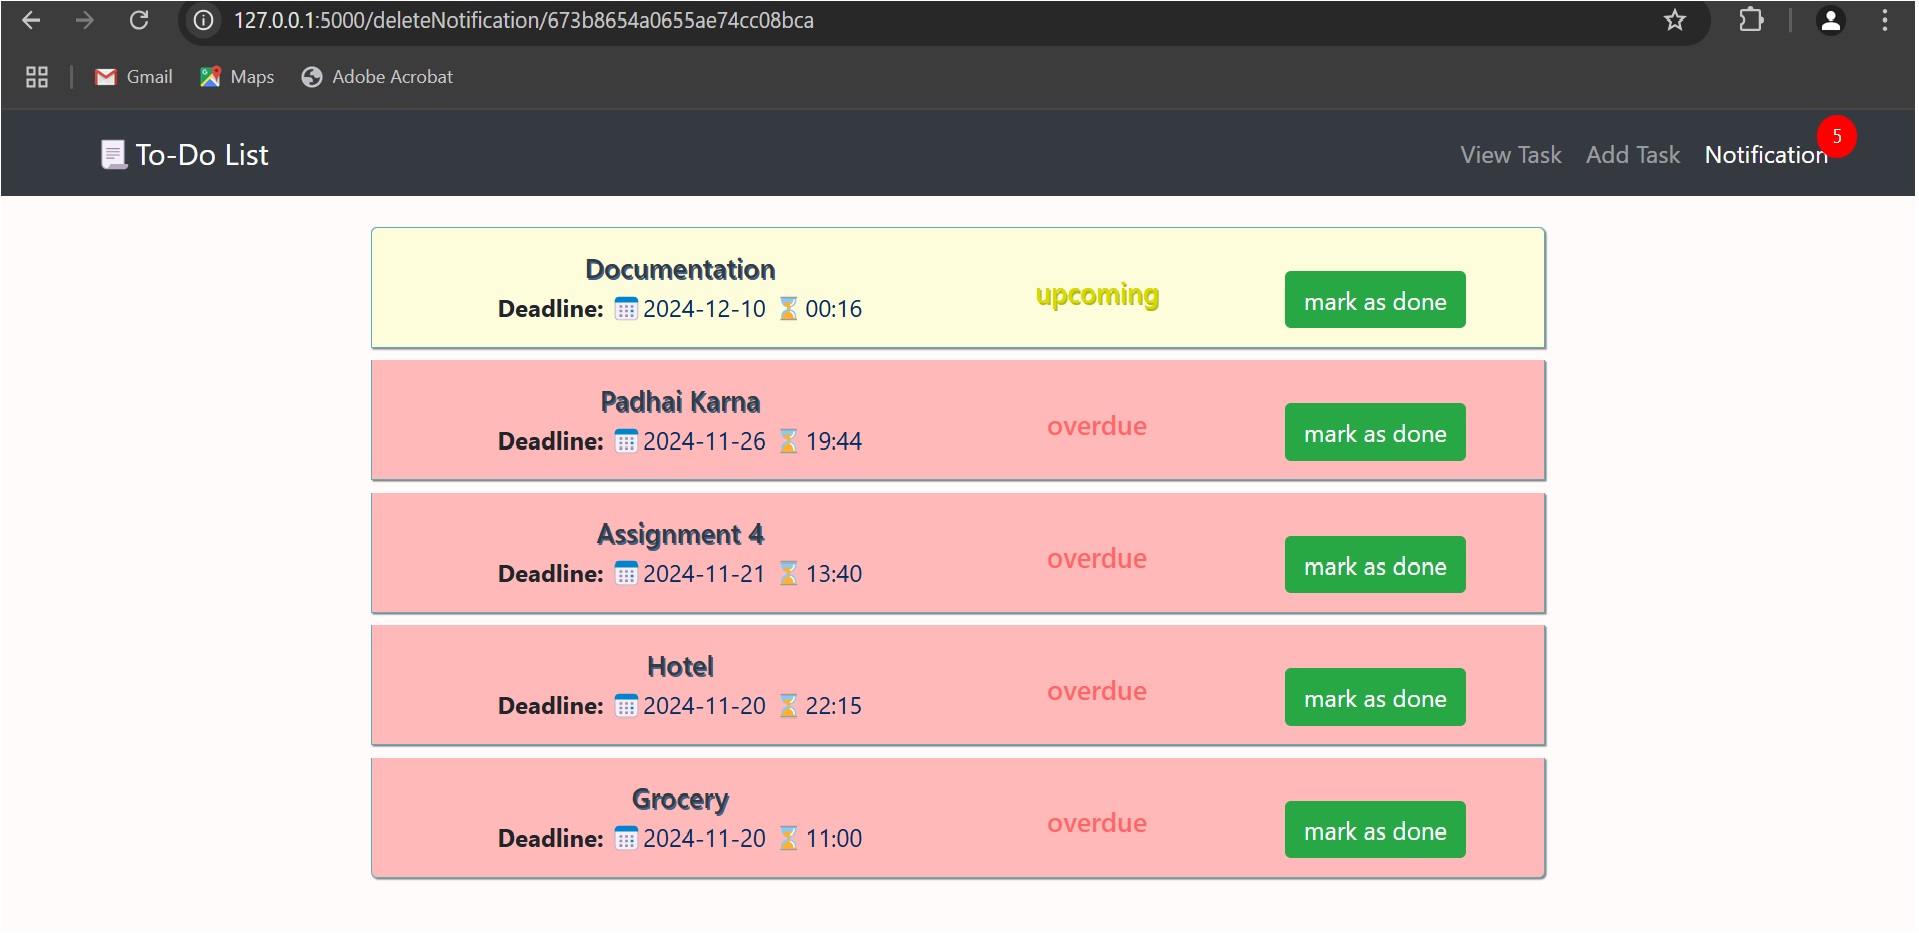 127.0.0.1:5000/deleteNotification/673b8654a0655ae74cc08bca
Gmail Maps Adobe Acrobat
To-Do List View Task Add Task Notification 5
Documentation
Deadline: 2024-12-10 00:16
upcoming
mark as done
Padhai Karna
Deadline: 2024-11-26 19:44
overdue
mark as done
Assignment 4
Deadline: 2024-11-21 13:40
overdue
mark as done
Hotel
Deadline: 2024-11-20 22:15
overdue
mark as done
Grocery
Deadline: 2024-11-20 11:00
overdue
mark as done